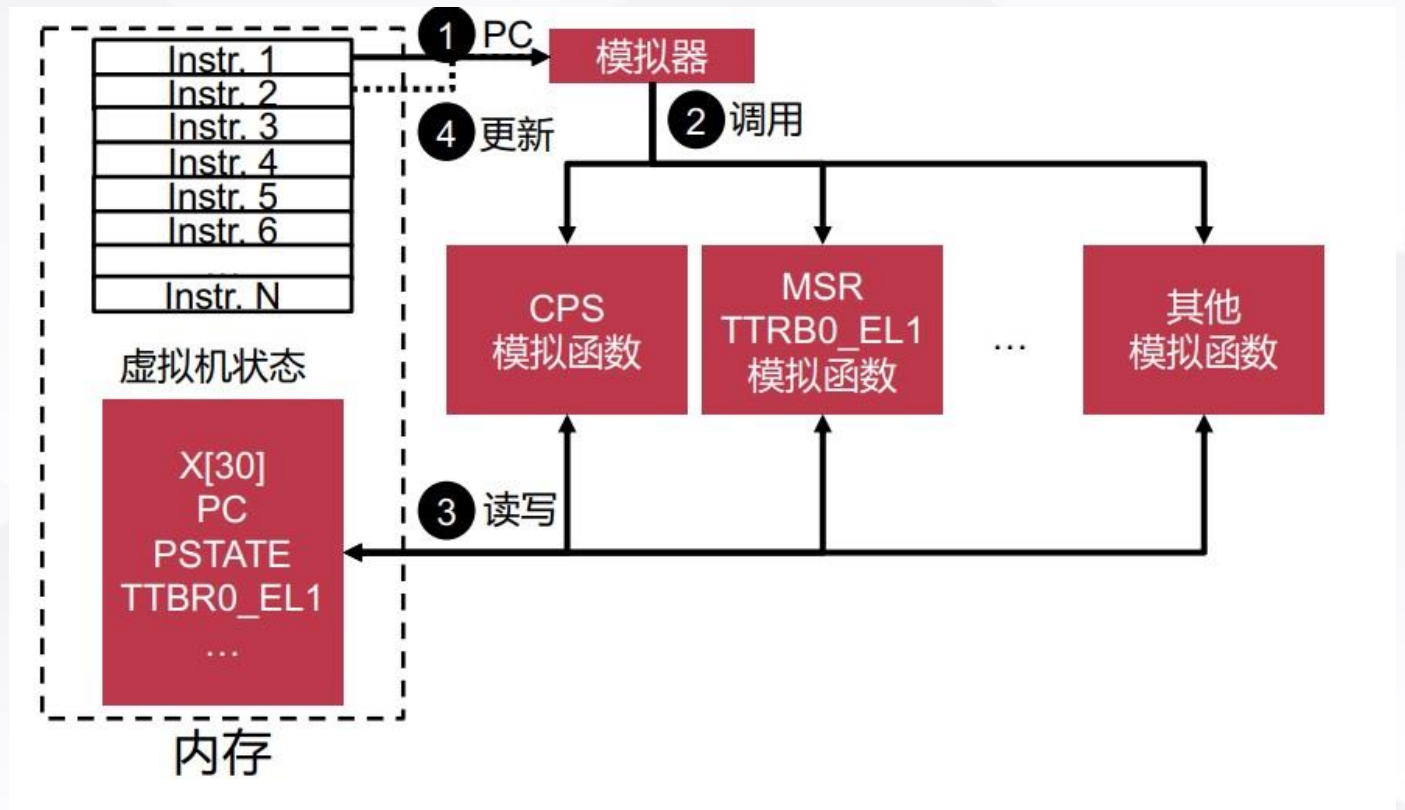 1 PC
模拟器
Instr. 1
Instr. 2
Instr. 3
Instr. 4
Instr. 5
Instr. 6
...
Instr. N
4 更新
2 调用
CPS
模拟函数
MSR
TTRB0_EL1
模拟函数
...
其他
模拟函数
虚拟机状态
X[30]
PC
PSTATE
TTBR0_EL1
...
3 读写
内存